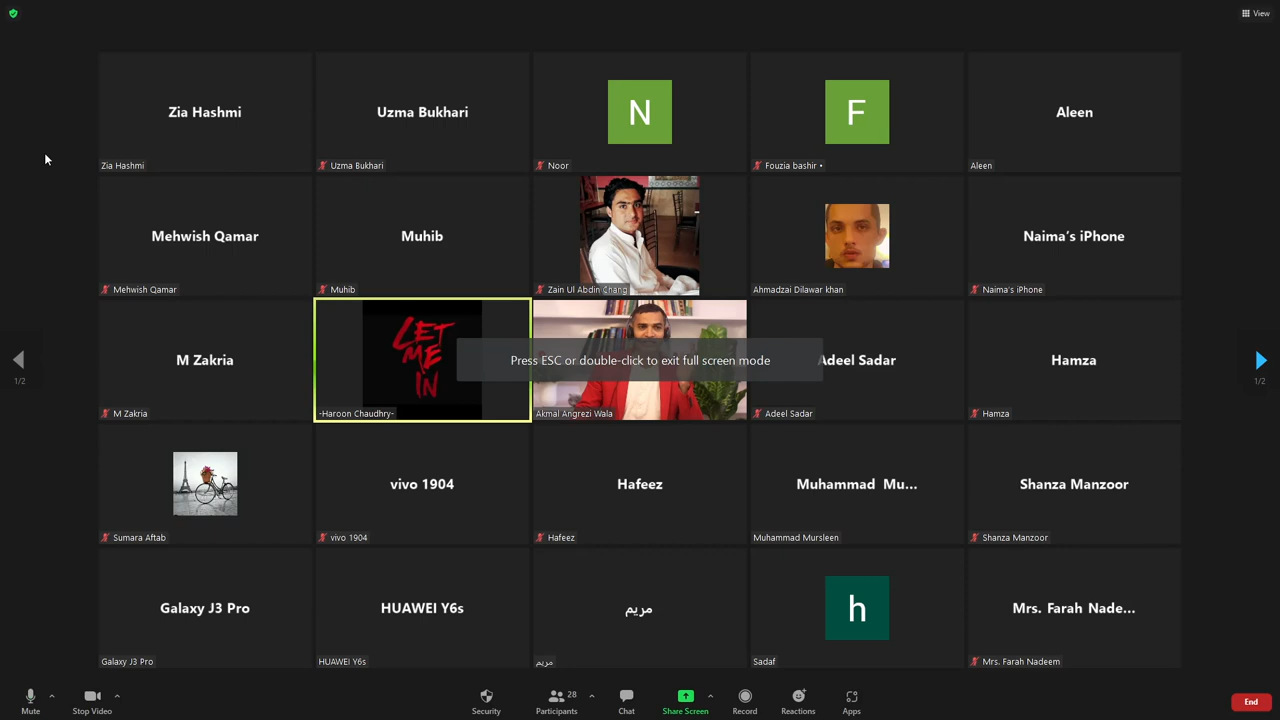 View
Zia Hashmi
Zia Hashmi
Uzma Bukhari
Uzma Bukhari
N
Noor
F
Fouzia bashir •
Aleen
Aleen
Mehwish Qamar
Mehwish Qamar
Muhib
Muhib
Zain Ul Abdin Chang
Ahmadzai Dilawar khan
Naima's iPhone
Naima's iPhone
M Zakria
M Zakria
LET
ME
IN
-Haroon Chaudhry-
Akmal Angrezi Wala
Press ESC or double-click to exit full screen mode
Adeel Sadar
Adeel Sadar
Hamza
Hamza
1/2
1/2
Sumara Aftab
vivo 1904
vivo 1904
Hafeez
Hafeez
Muhammad Mu...
Muhammad Mursleen
Shanza Manzoor
Shanza Manzoor
Galaxy J3 Pro
Galaxy J3 Pro
HUAWEI Y6s
HUAWEI Y6s
مریم
مریم
h
Sadaf
Mrs. Farah Nade...
Mrs. Farah Nadeem
Mute
Stop Video
Security
Participants
28
Chat
Share Screen
Record
Reactions
Apps
End